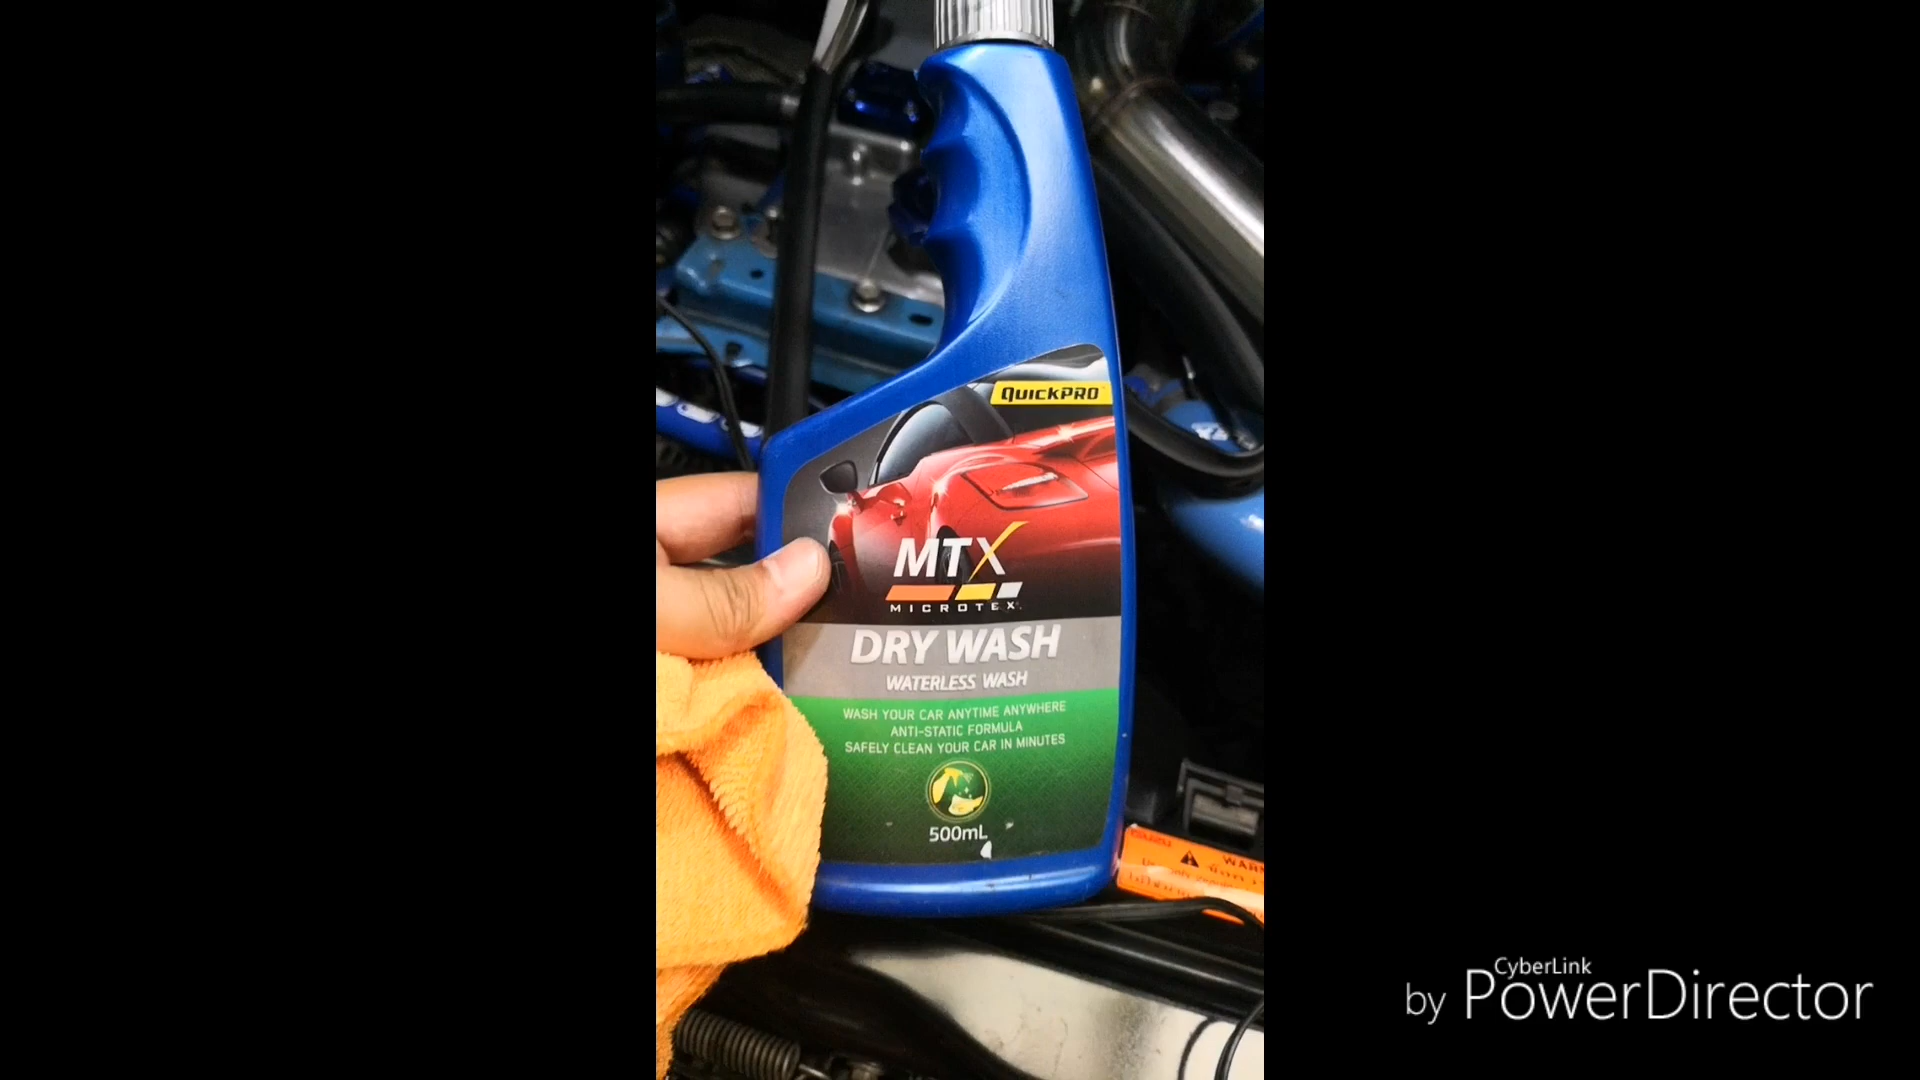 QUICKPRO
MTX
MICROTEX
DRY WASH
WATERLESS WASH
WASH YOUR CAR ANYTIME ANYWHERE
ANTI-STATIC FORMULA
SAFELY CLEAN YOUR CAR IN MINUTES
500mL
ISUZU
by CyberLink PowerDirector